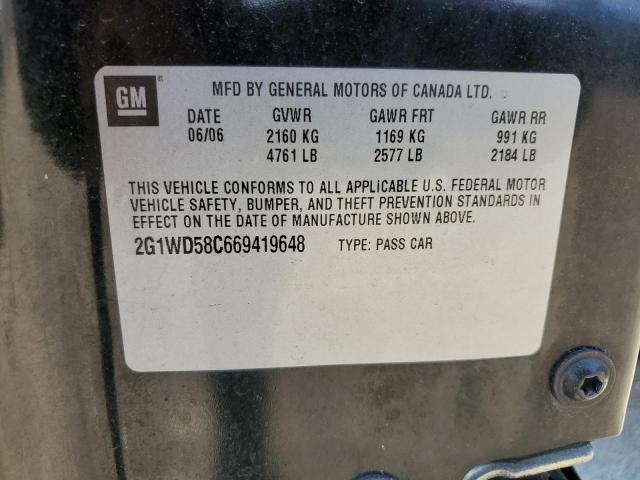 GM
MFD BY GENERAL MOTORS OF CANADA LTD.
DATE GVWR GAWR FRT GAWR RR
06/06 2160 KG 1169 KG 991 KG
4761 LB 2577 LB 2184 LB
THIS VEHICLE CONFORMS TO ALL APPLICABLE U.S. FEDERAL MOTOR
VEHICLE SAFETY, BUMPER, AND THEFT PREVENTION STANDARDS IN
EFFECT ON THE DATE OF MANUFACTURE SHOWN ABOVE.
2G1WD58C669419648 TYPE: PASS CAR